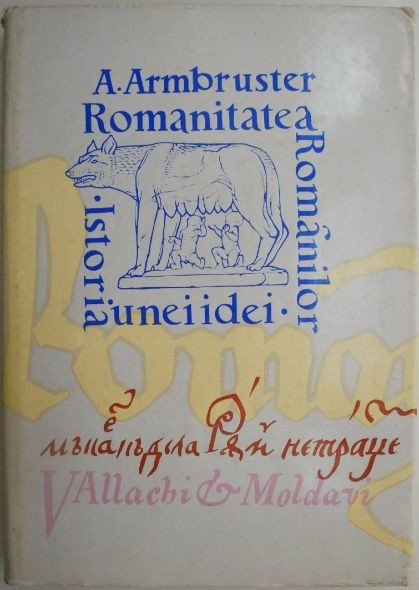 A. Armbruster
Romanitatea
Românilor
·Istoria
unei idei·
VAllachi & Moldavi